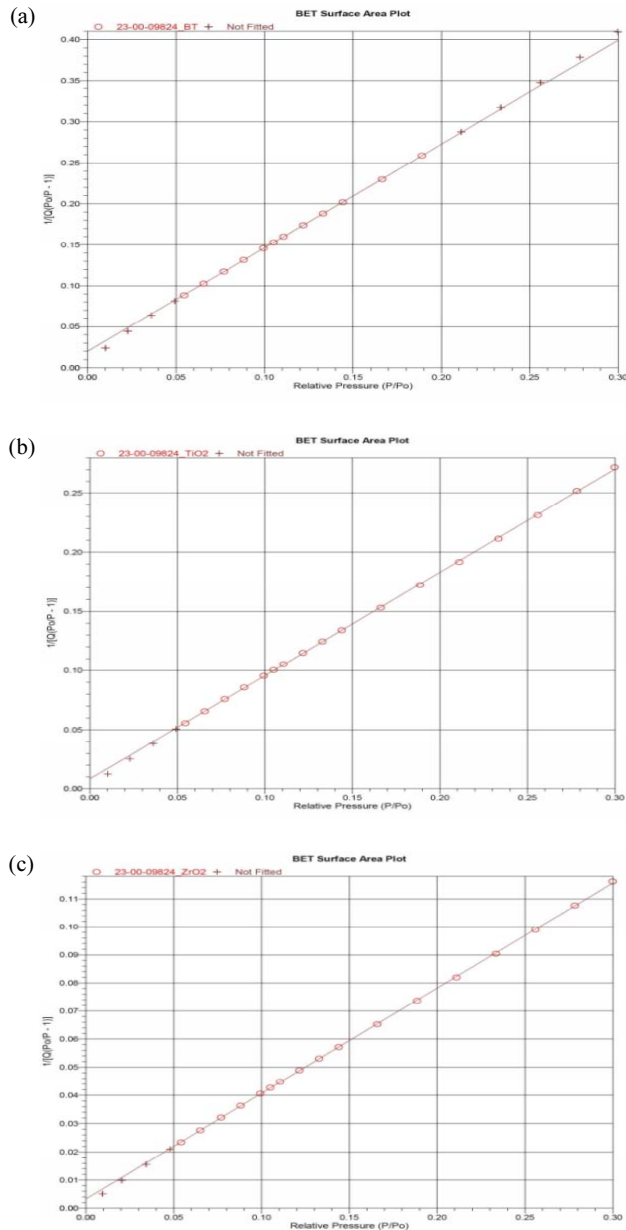 (a)
BET Surface Area Plot
23-00-09824_BT + Not Fitted
0.40
0.35
0.30
0.25
0.20
0.15
0.10
0.05
0.00
1/[Q(Po/P - 1)]
0.00 0.05 0.10 0.15 0.20 0.25 0.30
Relative Pressure (P/Po)
(b)
BET Surface Area Plot
23-00-09824_TiO2 + Not Fitted
0.25
0.20
0.15
0.10
0.05
0.00
1/[Q(Po/P - 1)]
0.00 0.05 0.10 0.15 0.20 0.25 0.30
Relative Pressure (P/Po)
(c)
BET Surface Area Plot
23-00-09824_ZrO2 + Not Fitted
0.11
0.10
0.09
0.08
0.07
0.06
0.05
0.04
0.03
0.02
0.01
0.00
1/[Q(Po/P - 1)]
0.00 0.05 0.10 0.15 0.20 0.25 0.30
Relative Pressure (P/Po)